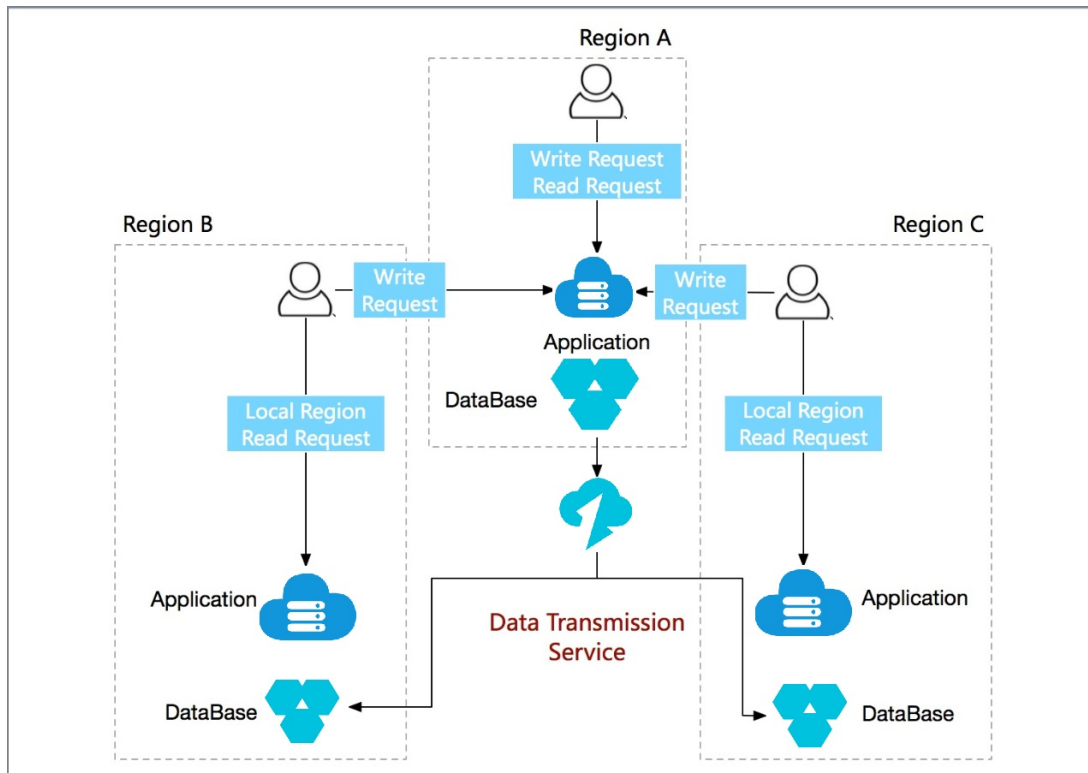 Region A
Write Request
Read Request
Region B
Region C
Write
Request
Write
Request
Application
DataBase
Local Region
Read Request
Local Region
Read Request
Application
Application
Data Transmission
Service
DataBase
DataBase